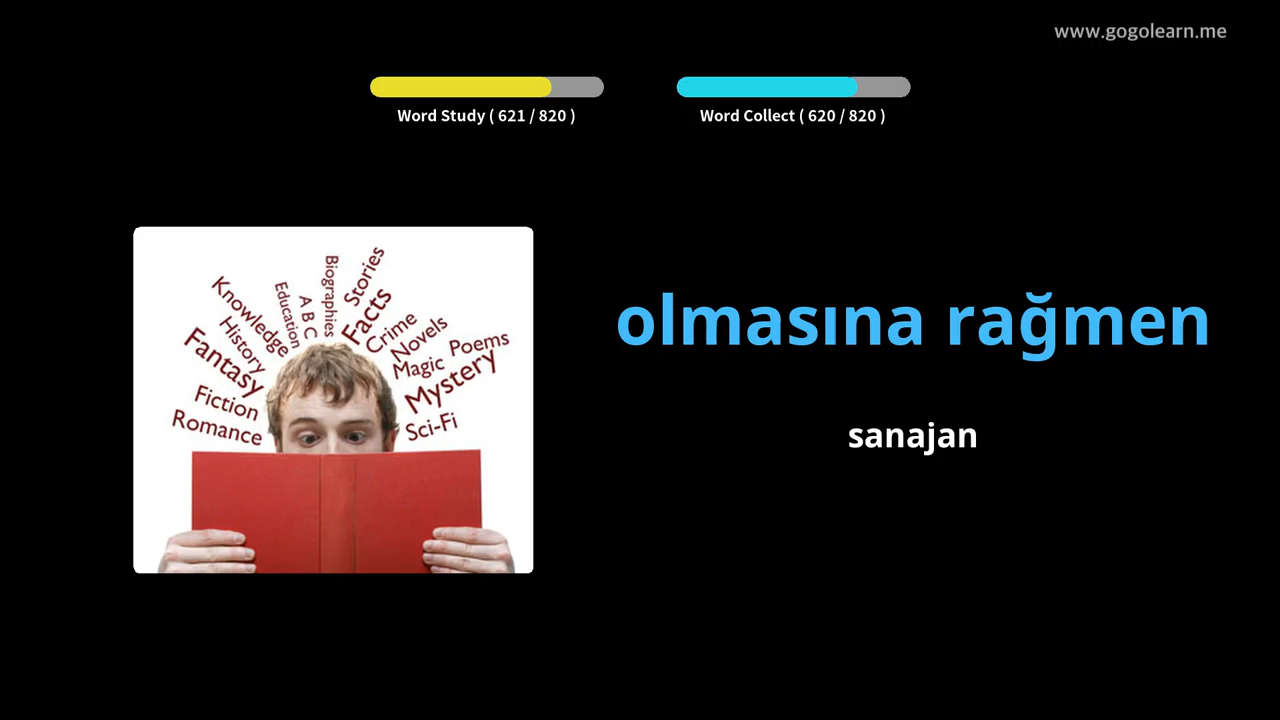 www.gogolearn.me
Word Study ( 621 / 820 )
Word Collect ( 620 / 820 )
Knowledge
Education
A B C
Biographies
Stories
Facts
History
Crime
Novels
Fantasy
Magic
Poems
Mystery
Fiction
Romance
Sci-Fi
olmasına rağmen
sanajan